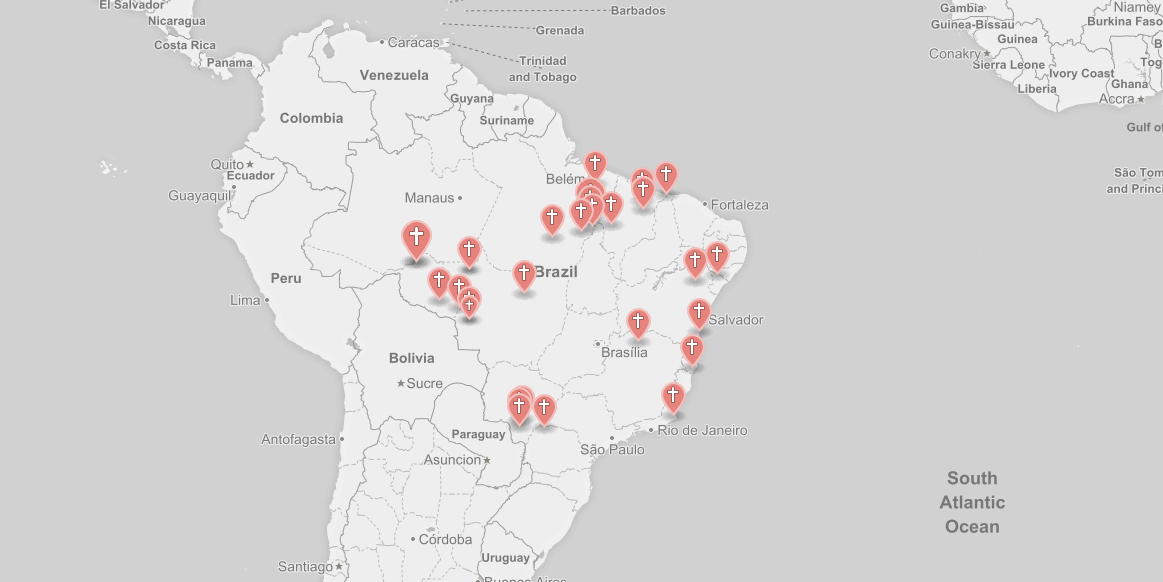 El Salvador
Nicaragua
Costa Rica
Panama
Caracas
Venezuela
Barbados
Grenada
Trinidad
and Tobago
Guyana
Suriname
Colombia
Quito
Ecuador
Guayaquil
Manaus
Belém
Fortaleza
Peru
Lima
Brazil
Salvador
Brasília
Bolivia
Sucre
Antofagasta
Paraguay
Asuncion
São Paulo
Rio de Janeiro
Córdoba
Santiago
Uruguay
Buenos Aires
South
Atlantic
Ocean
Gambia
Guinea-Bissau
Guinea
Conakry
Sierra Leone
Liberia
Ivory Coast
Ghana
Accra
Niamey
Burkina Faso
B
Tog
Gulf of
São Tom
and Princi